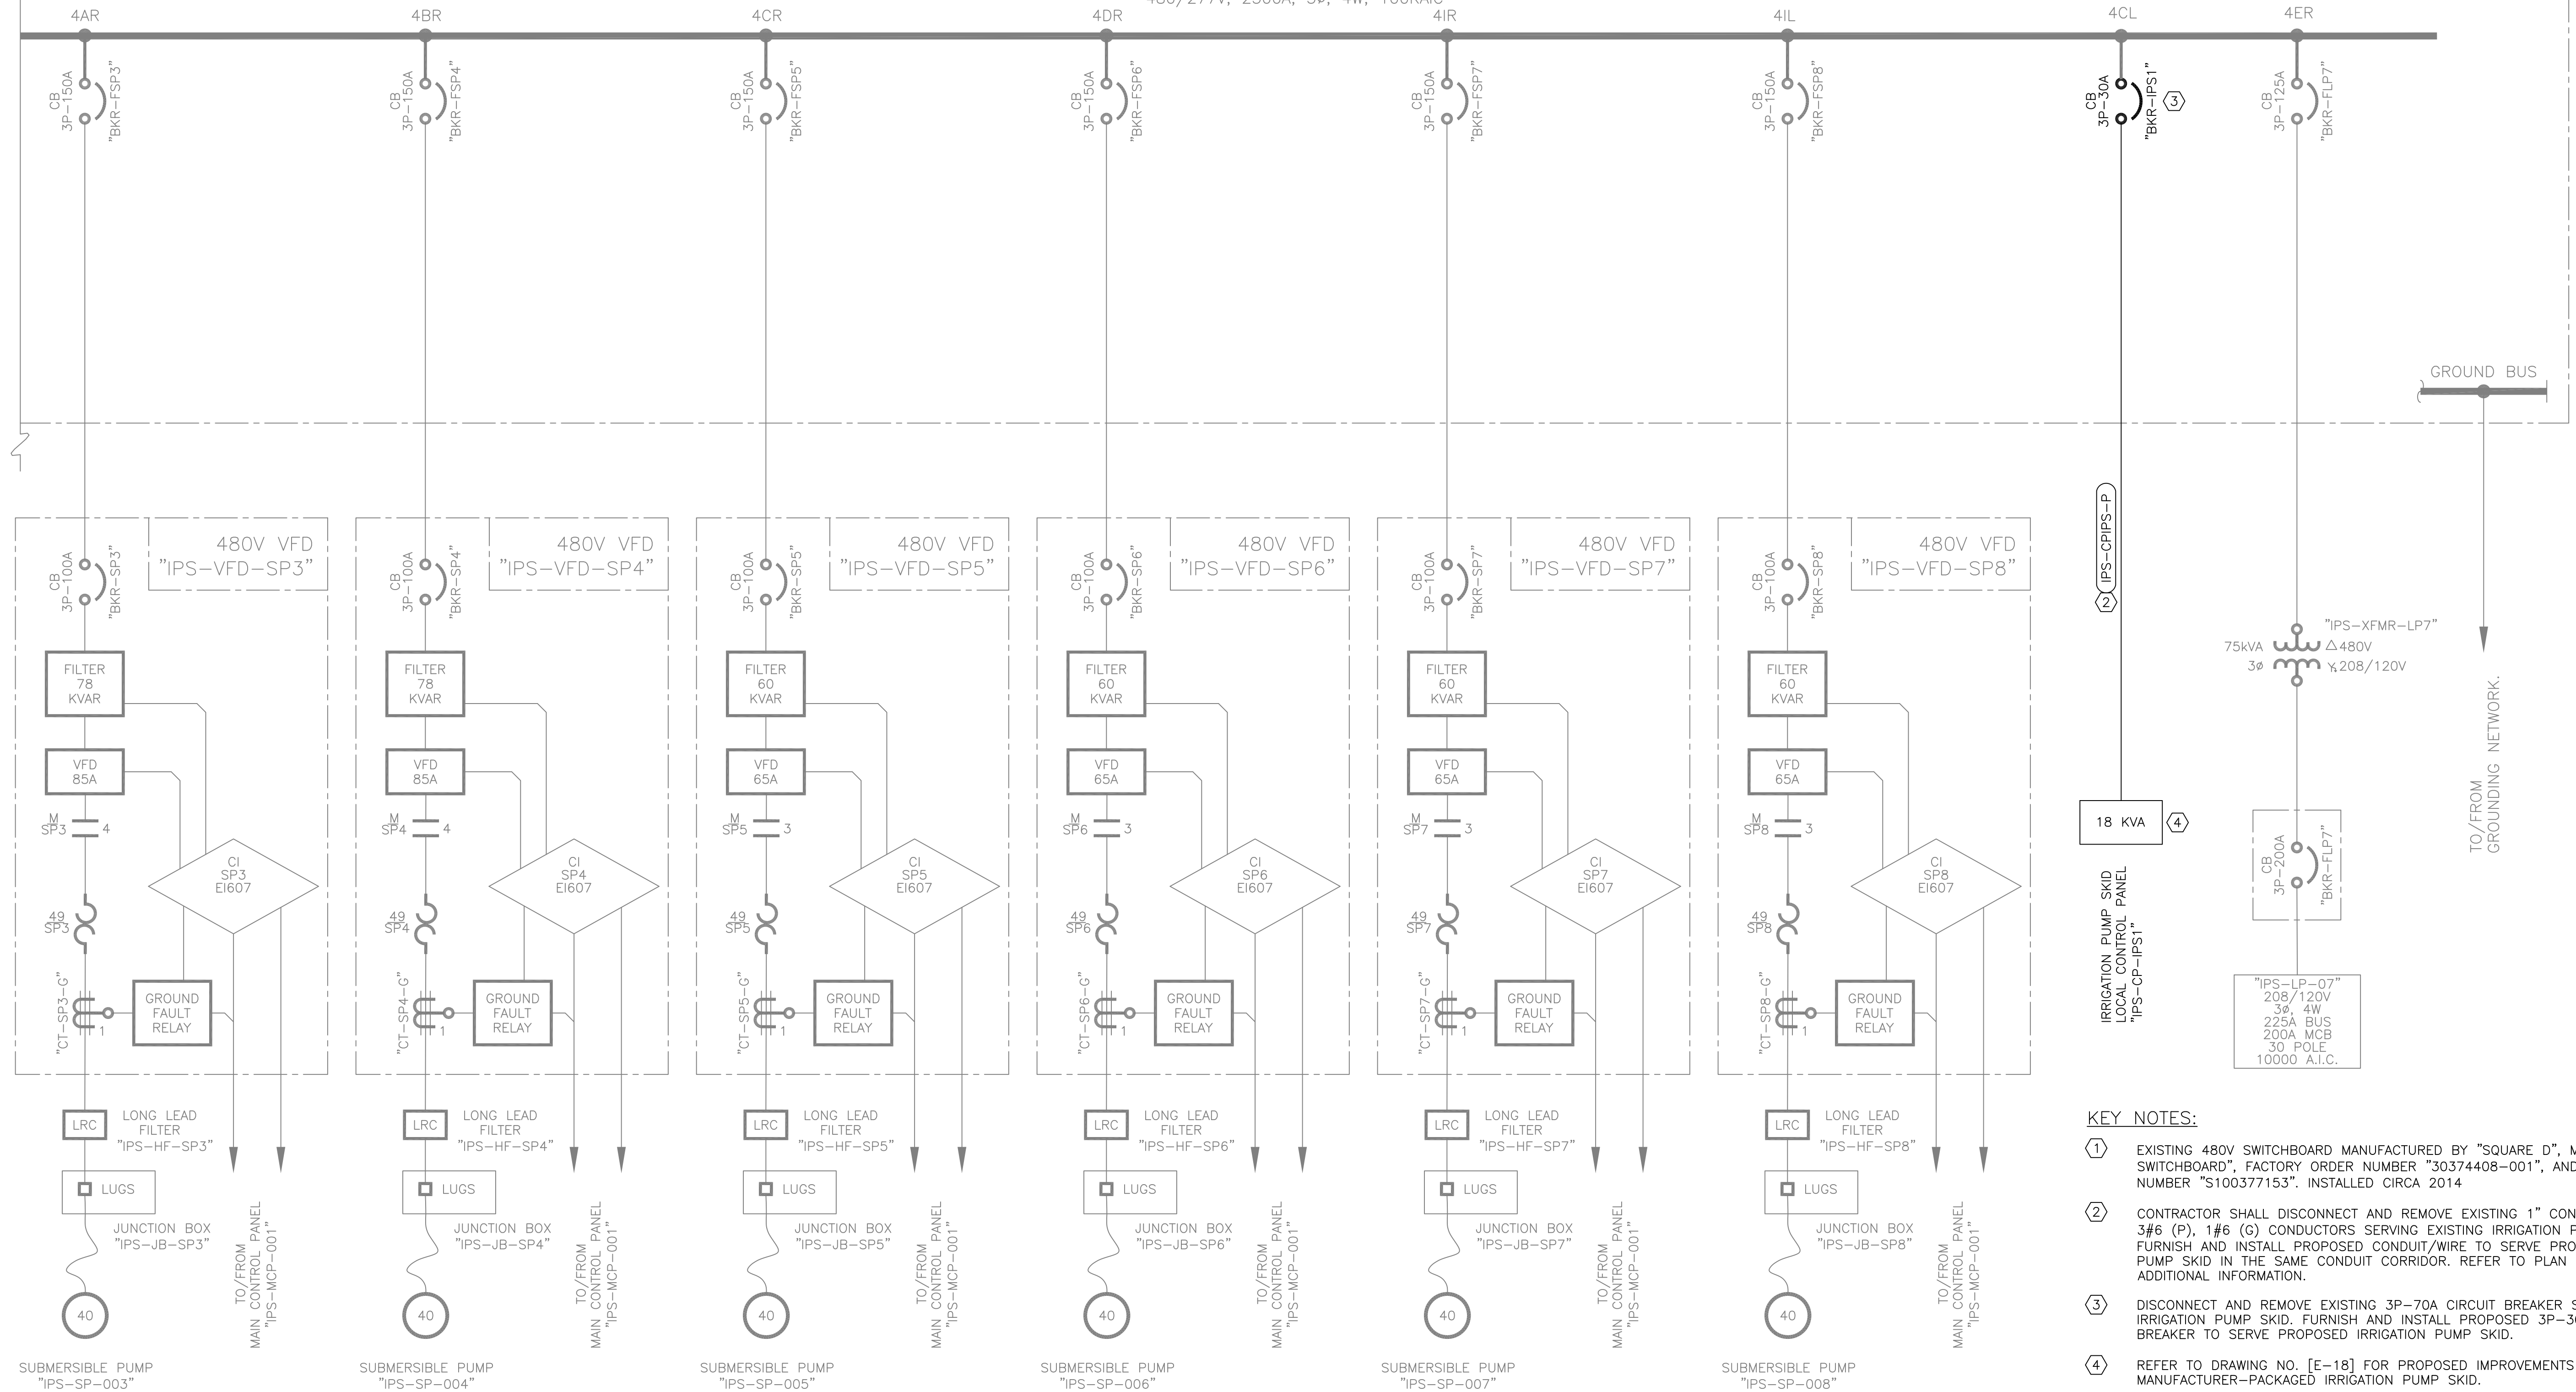 480/277V, 2500A, 3ø, 4W, 100KAIC
4AR
4BR
4CR
4DR
4IR
4IL
4CL
4ER
CB
3P-150A
"BKR-FSP3"
CB
3P-150A
"BKR-FSP4"
CB
3P-150A
"BKR-FSP5"
CB
3P-150A
"BKR-FSP6"
CB
3P-150A
"BKR-FSP7"
CB
3P-150A
"BKR-FSP8"
CB
3P-30A
"BKR-IPS1"
3
CB
3P-125A
"BKR-FLP7"
GROUND BUS
TO/FROM
GROUNDING NETWORK.
480V VFD
"IPS-VFD-SP3"
CB
3P-100A
"BKR-SP3"
FILTER
78
KVAR
VFD
85A
M
SP3
4
CI
SP3
EI607
49
SP3
"CT-SP3-G"
1
GROUND
FAULT
RELAY
LRC
LONG LEAD
FILTER
"IPS-HF-SP3"
LUGS
JUNCTION BOX
"IPS-JB-SP3"
TO/FROM
MAIN CONTROL PANEL
"IPS-MCP-001"
40
SUBMERSIBLE PUMP
"IPS-SP-003"
480V VFD
"IPS-VFD-SP4"
CB
3P-100A
"BKR-SP4"
FILTER
78
KVAR
VFD
85A
M
SP4
4
CI
SP4
EI607
49
SP4
"CT-SP4-G"
1
GROUND
FAULT
RELAY
LRC
LONG LEAD
FILTER
"IPS-HF-SP4"
LUGS
JUNCTION BOX
"IPS-JB-SP4"
TO/FROM
MAIN CONTROL PANEL
"IPS-MCP-001"
40
SUBMERSIBLE PUMP
"IPS-SP-004"
480V VFD
"IPS-VFD-SP5"
CB
3P-100A
"BKR-SP5"
FILTER
60
KVAR
VFD
65A
M
SP5
3
CI
SP5
EI607
49
SP5
"CT-SP5-G"
1
GROUND
FAULT
RELAY
LRC
LONG LEAD
FILTER
"IPS-HF-SP5"
LUGS
JUNCTION BOX
"IPS-JB-SP5"
TO/FROM
MAIN CONTROL PANEL
"IPS-MCP-001"
40
SUBMERSIBLE PUMP
"IPS-SP-005"
480V VFD
"IPS-VFD-SP6"
CB
3P-100A
"BKR-SP6"
FILTER
60
KVAR
VFD
65A
M
SP6
3
CI
SP6
EI607
49
SP6
"CT-SP6-G"
1
GROUND
FAULT
RELAY
LRC
LONG LEAD
FILTER
"IPS-HF-SP6"
LUGS
JUNCTION BOX
"IPS-JB-SP6"
TO/FROM
MAIN CONTROL PANEL
"IPS-MCP-001"
40
SUBMERSIBLE PUMP
"IPS-SP-006"
480V VFD
"IPS-VFD-SP7"
CB
3P-100A
"BKR-SP7"
FILTER
60
KVAR
VFD
65A
M
SP7
3
CI
SP7
EI607
49
SP7
"CT-SP7-G"
1
GROUND
FAULT
RELAY
LRC
LONG LEAD
FILTER
"IPS-HF-SP7"
LUGS
JUNCTION BOX
"IPS-JB-SP7"
TO/FROM
MAIN CONTROL PANEL
"IPS-MCP-001"
40
SUBMERSIBLE PUMP
"IPS-SP-007"
480V VFD
"IPS-VFD-SP8"
CB
3P-100A
"BKR-SP8"
FILTER
60
KVAR
VFD
65A
M
SP8
3
CI
SP8
EI607
49
SP8
"CT-SP8-G"
1
GROUND
FAULT
RELAY
LRC
LONG LEAD
FILTER
"IPS-HF-SP8"
LUGS
JUNCTION BOX
"IPS-JB-SP8"
TO/FROM
MAIN CONTROL PANEL
"IPS-MCP-001"
40
SUBMERSIBLE PUMP
"IPS-SP-008"
IPS-CPIPS-P
2
18 KVA
4
IRRIGATION PUMP SKID
LOCAL CONTROL PANEL
"IPS-CP-IPS1"
"IPS-XFMR-LP7"
75kVA △480V
3ø 208/120V
CB
3P-200A
"BKR-FLP7"
"IPS-LP-07"
208/120V
3ø, 4W
225A BUS
200A MCB
30 POLE
10000 A.I.C.
KEY NOTES:
1 EXISTING 480V SWITCHBOARD MANUFACTURED BY "SQUARE D",
SWITCHBOARD", FACTORY ORDER NUMBER "30374408-001", AND
NUMBER "S100377153". INSTALLED CIRCA 2014
2 CONTRACTOR SHALL DISCONNECT AND REMOVE EXISTING 1" CON
3#6 (P), 1#6 (G) CONDUCTORS SERVING EXISTING IRRIGATION P
FURNISH AND INSTALL PROPOSED CONDUIT/WIRE TO SERVE PRO
PUMP SKID IN THE SAME CONDUIT CORRIDOR. REFER TO PLAN
ADDITIONAL INFORMATION.
3 DISCONNECT AND REMOVE EXISTING 3P-70A CIRCUIT BREAKER S
IRRIGATION PUMP SKID. FURNISH AND INSTALL PROPOSED 3P-3
BREAKER TO SERVE PROPOSED IRRIGATION PUMP SKID.
4 REFER TO DRAWING NO. [E-18] FOR PROPOSED IMPROVEMENTS
MANUFACTURER-PACKAGED IRRIGATION PUMP SKID.